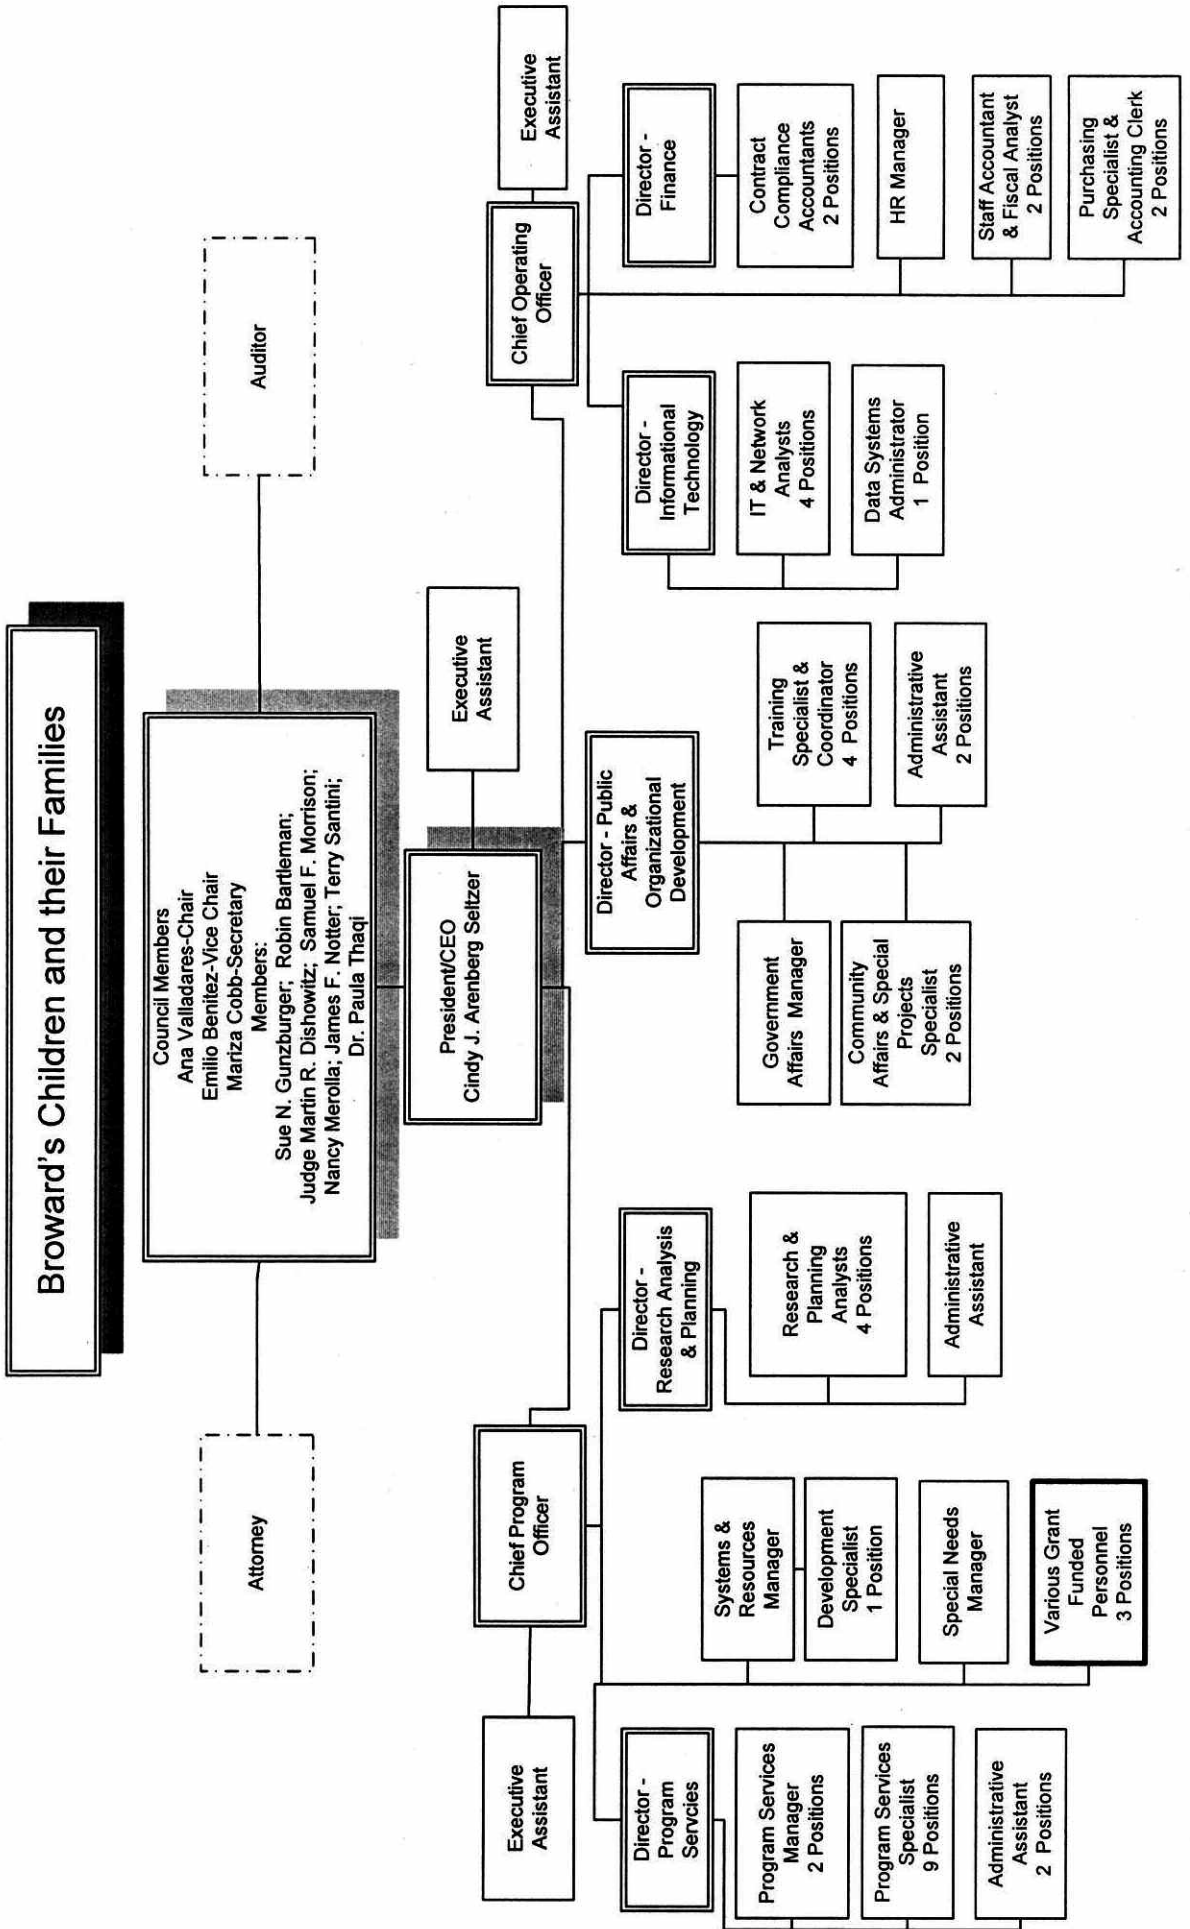 Broward's Children and their Families
Council Members
Ana Valladares-Chair
Emilio Benitez-Vice Chair
Mariza Cobb-Secretary
Members:
Sue N. Gunzburger; Robin Bartleman;
Judge Martin R. Dishowitz; Samuel F. Morrison;
Nancy Merolla; James F. Notter; Terry Santini;
Dr. Paula Thaqi
Attorney
Auditor
President/CEO
Cindy J. Arenberg Seltzer
Executive
Assistant
Executive
Assistant
Chief Program
Officer
Chief Operating
Officer
Executive
Assistant
Director -
Program
Servcies
Program Services
Manager
2 Positions
Program Services
Specialist
9 Positions
Administrative
Assistant
2 Positions
Systems &
Resources
Manager
Development
Specialist
1 Position
Special Needs
Manager
Various Grant
Funded
Personnel
3 Positions
Director -
Research Analysis
& Planning
Research &
Planning
Analysts
4 Positions
Administrative
Assistant
Director - Public
Affairs &
Organizational
Development
Government
Affairs Manager
Community
Affairs & Special
Projects
Specialist
2 Positions
Training
Specialist &
Coordinator
4 Positions
Administrative
Assistant
2 Positions
Director -
Informational
Technology
IT & Network
Analysts
4 Positions
Data Systems
Administrator
1 Position
Director -
Finance
Contract
Compliance
Accountants
2 Positions
HR Manager
Staff Accountant
& Fiscal Analyst
2 Positions
Purchasing
Specialist &
Accounting Clerk
2 Positions